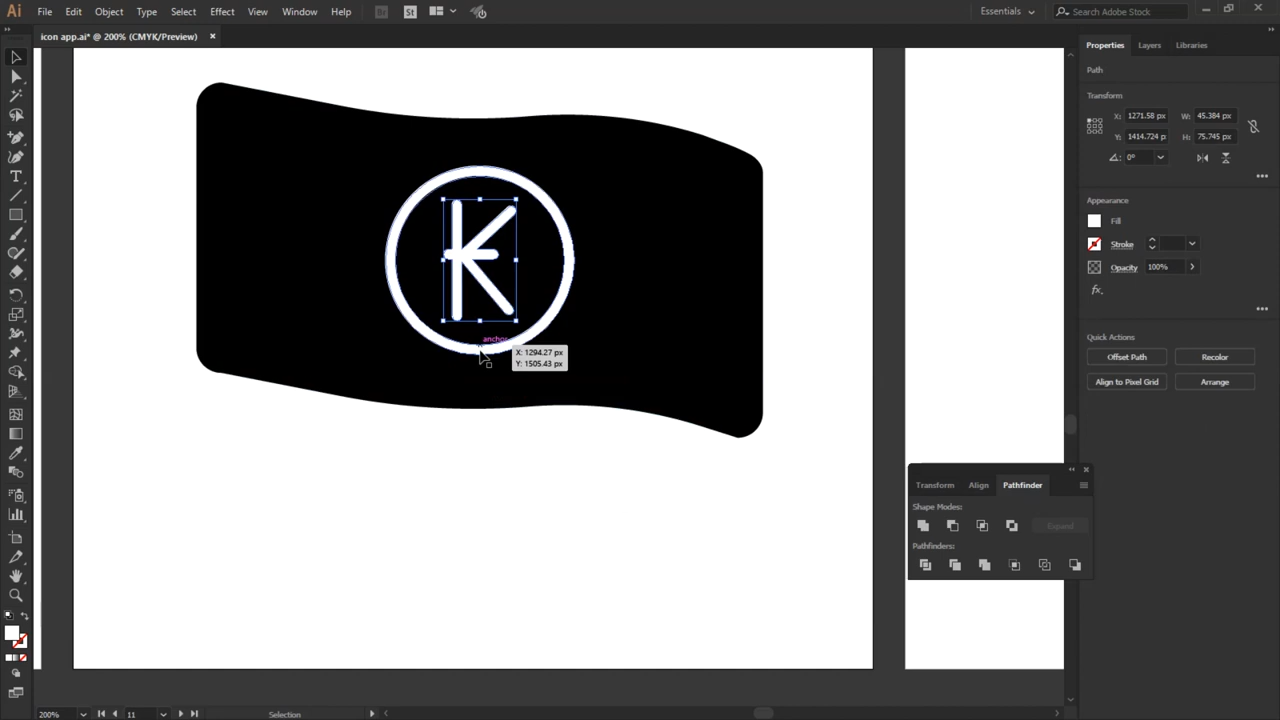 Ai File Edit Object Type Select Effect View Window Help Br St Essentials Search Adobe Stock
icon app.ai* @ 200% (CMYK/Preview)
Properties Layers Libraries
Path
Transform
X: 1271.58 px W: 45.384 px
Y: 1414.724 p H: 75.745 px
0°
Appearance
Fill
Stroke
Opacity 100%
fx.
Quick Actions
Offset Path Recolor
Align to Pixel Grid Arrange
K
anchor
X: 1294.27 px
Y: 1505.43 px
Transform Align Pathfinder
Shape Modes:
Expand
Pathfinders:
200% 11 Selection